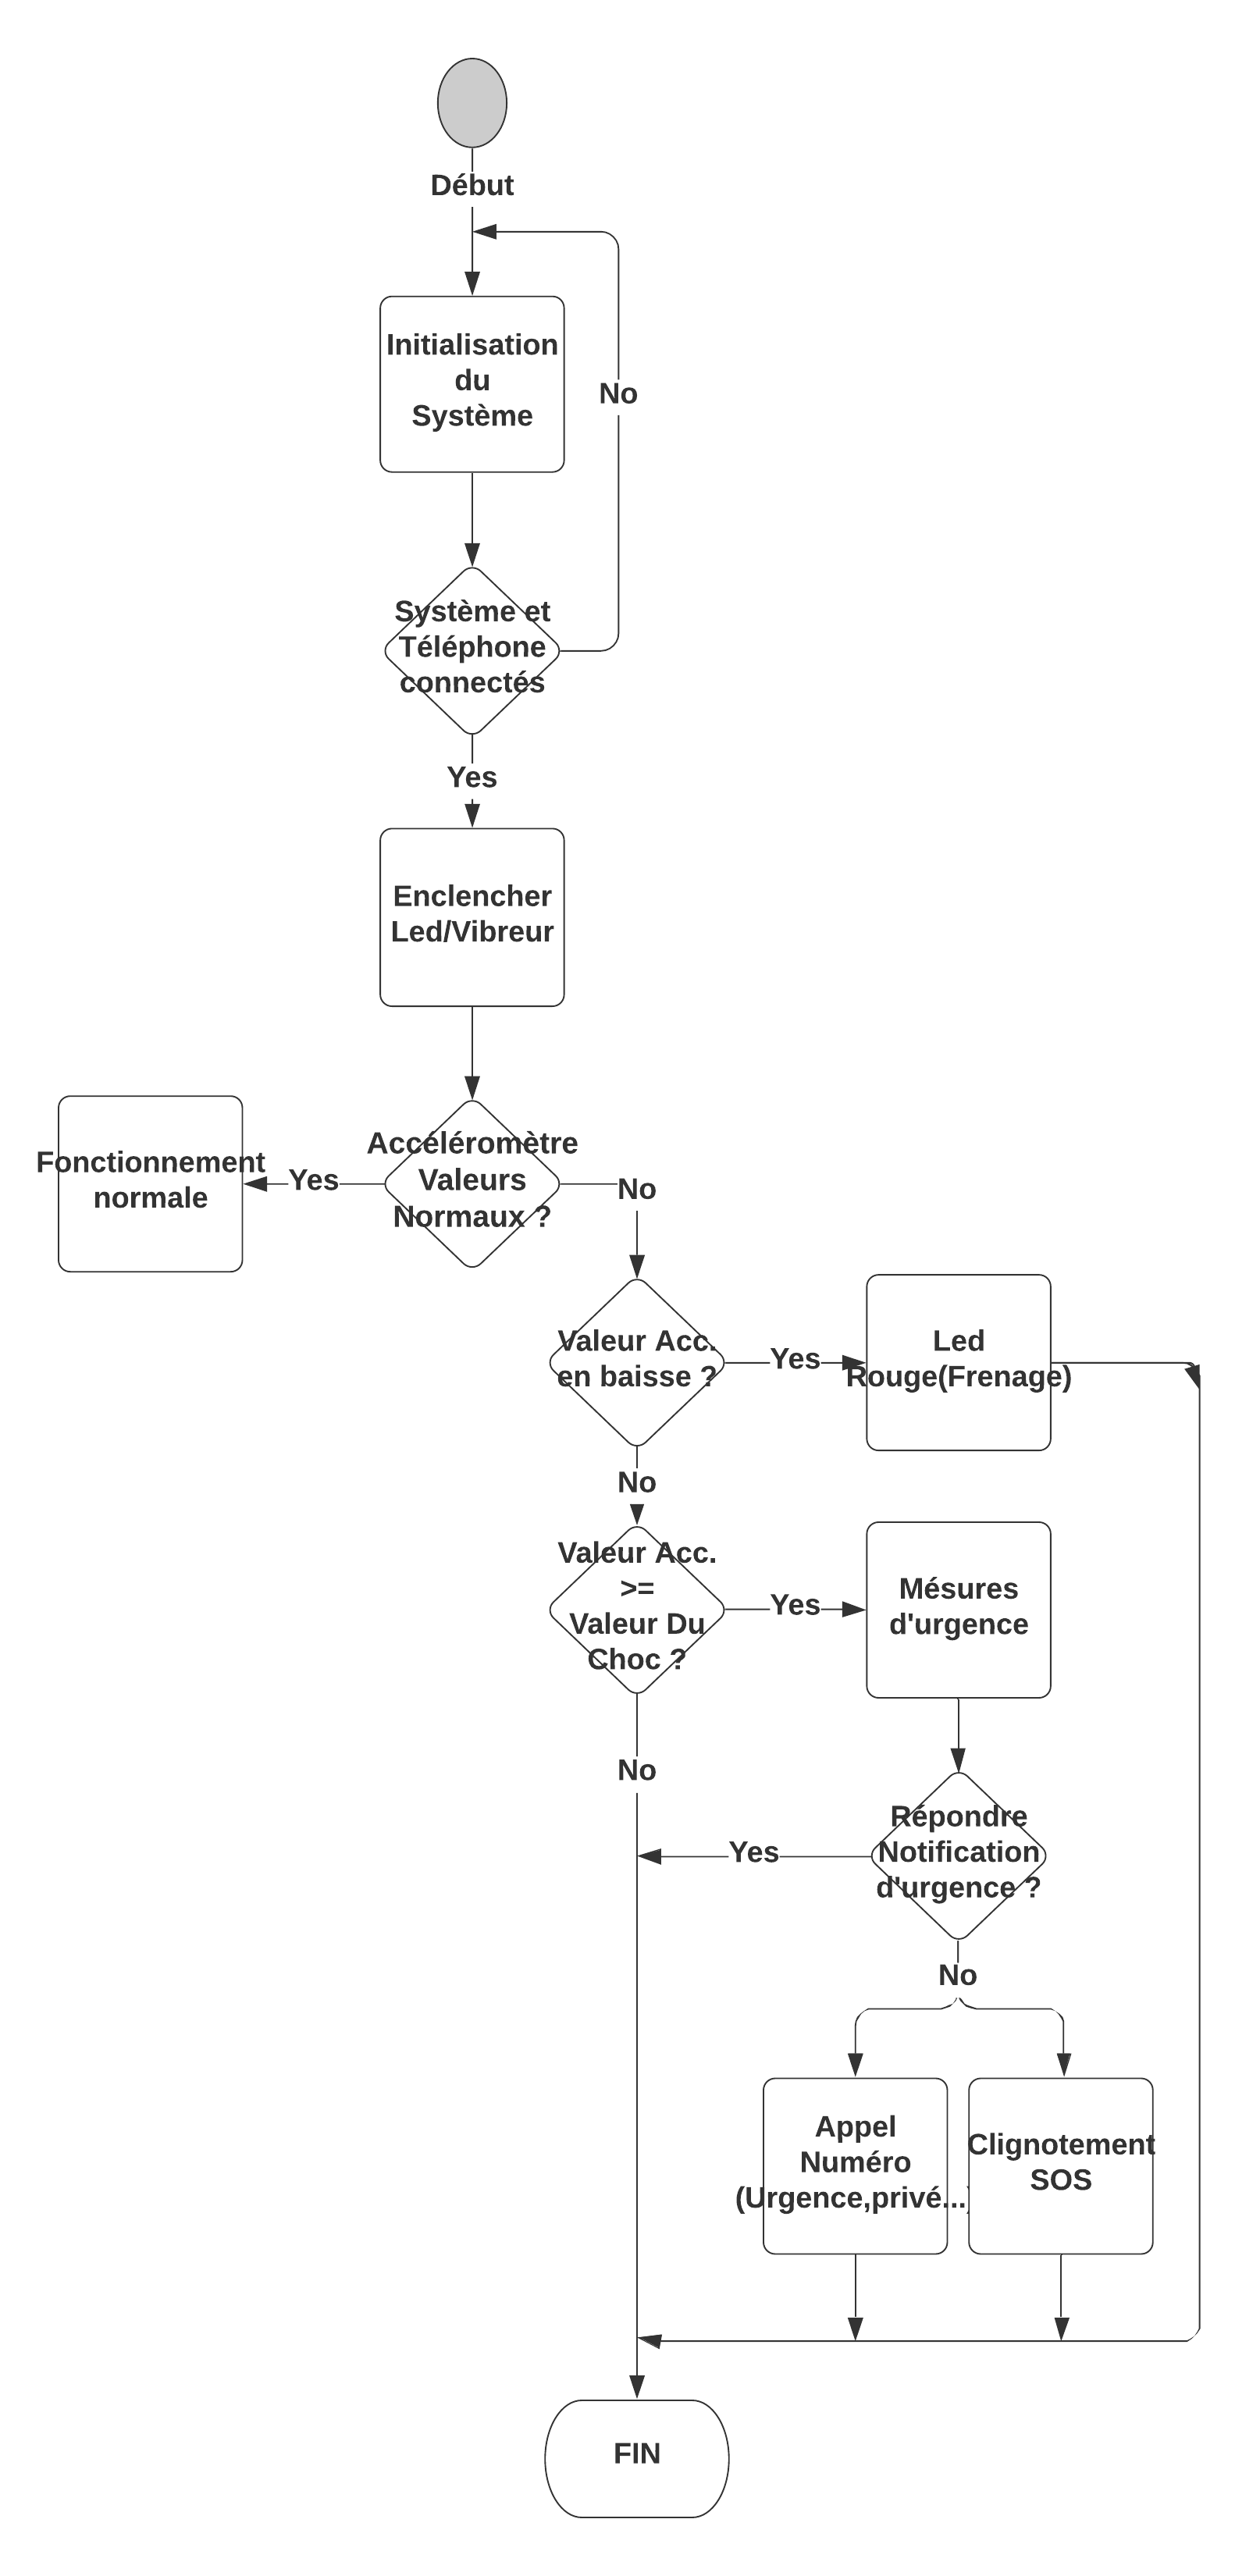 Début
Initialisation
du
Système
No
Système et
Téléphone
connectés
Yes
Enclencher
Led/Vibreur
Accéléromètre
Valeurs
Normaux ?
Yes
Fonctionnement
normale
No
Valeur Acc.
en baisse ?
Yes
Led
Rouge(Frenage)
No
Valeur Acc.
>=
Valeur Du
Choc ?
Yes
Mésures
d'urgence
No
Répondre
Notification
d'urgence ?
Yes
No
Appel
Numéro
(Urgence,privé...)
Clignotement
SOS
FIN